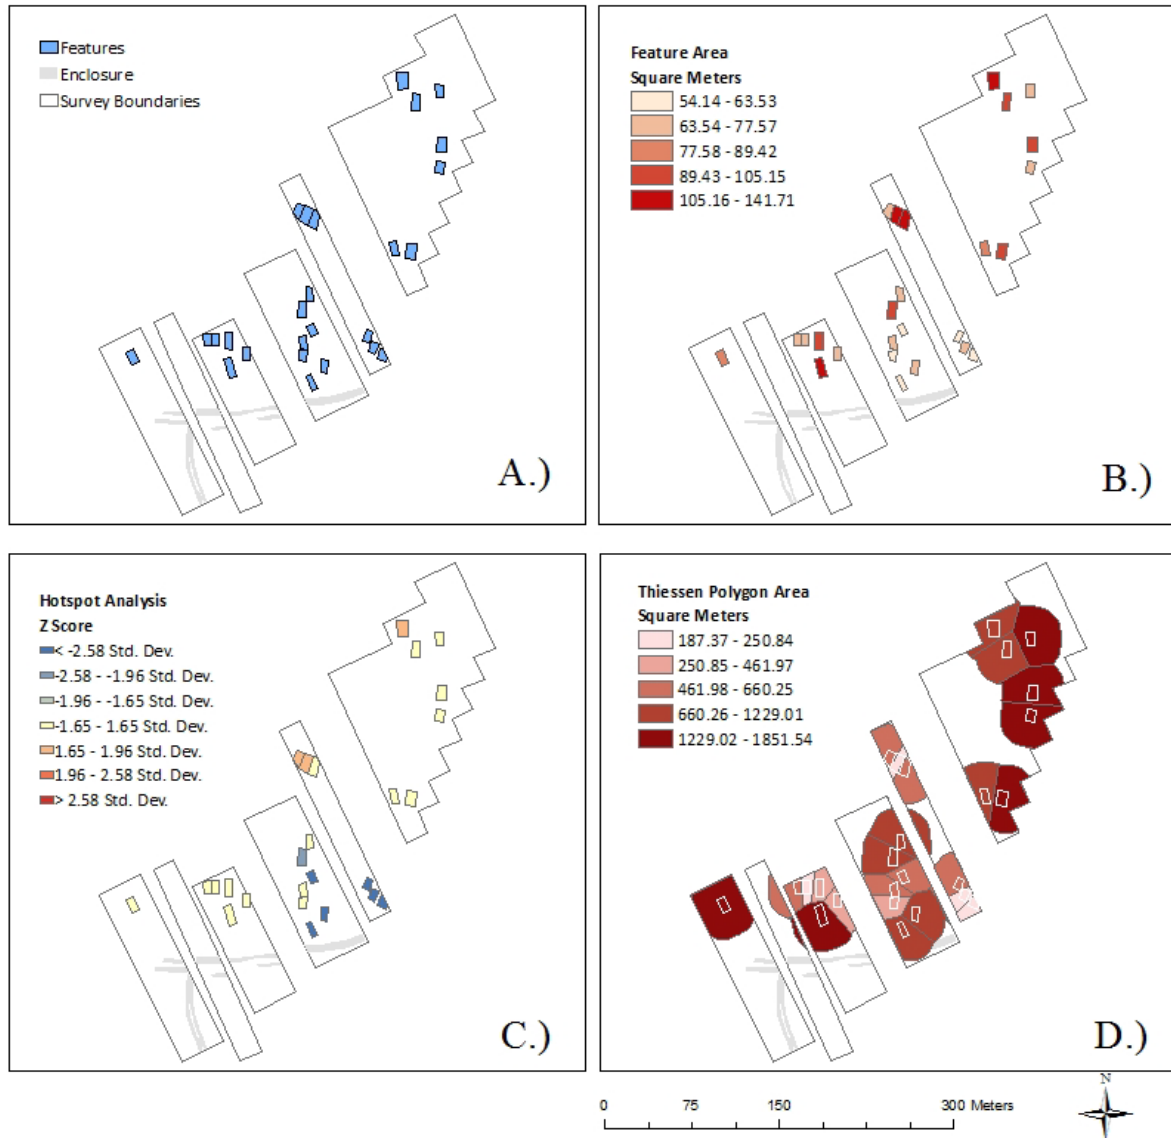 Features
Enclosure
Survey Boundaries
A.)
Feature Area
Square Meters
54.14 - 63.53
63.54 - 77.57
77.58 - 89.42
89.43 - 105.15
105.16 - 141.71
B.)
Hotspot Analysis
Z Score
< -2.58 Std. Dev.
-2.58 - -1.96 Std. Dev.
-1.96 - -1.65 Std. Dev.
-1.65 - 1.65 Std. Dev.
1.65 - 1.96 Std. Dev.
1.96 - 2.58 Std. Dev.
> 2.58 Std. Dev.
C.)
Thiessen Polygon Area
Square Meters
187.37 - 250.84
250.85 - 461.97
461.98 - 660.25
660.26 - 1229.01
1229.02 - 1851.54
D.)
0 75 150 300 Meters
N